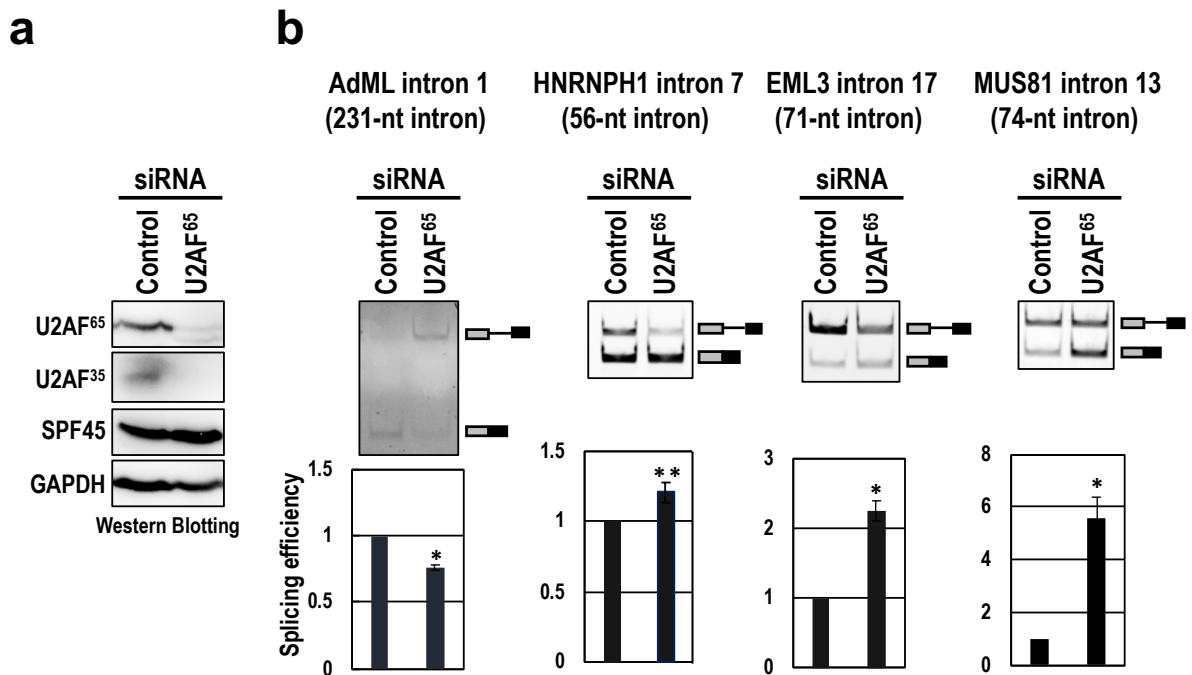 a
siRNA
Control
U2AF65
U2AF65
U2AF35
SPF45
GAPDH
Western Blotting
b
AdML intron 1
(231-nt intron)
siRNA
Control
U2AF65
Splicing efficiency
1.5
1
0.5
0
*
HNRNPH1 intron 7
(56-nt intron)
siRNA
Control
U2AF65
1.5
1
0.5
0
**
EML3 intron 17
(71-nt intron)
siRNA
Control
U2AF65
3
2
1
0
*
MUS81 intron 13
(74-nt intron)
siRNA
Control
U2AF65
8
6
4
2
0
*